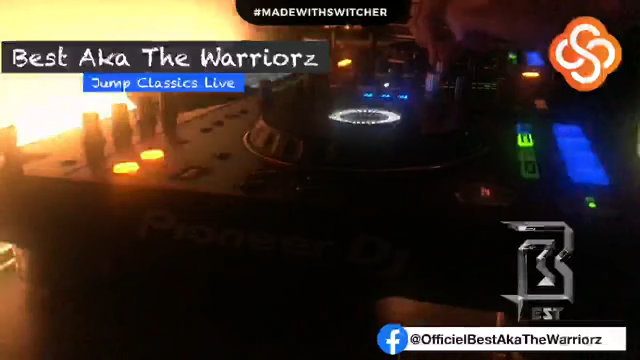 #MADEWITHSWITCHER
Best Aka The Warriorz
Jump Classics Live
Pioneer Dj
B
EST
@OfficielBestAkaTheWarriorz